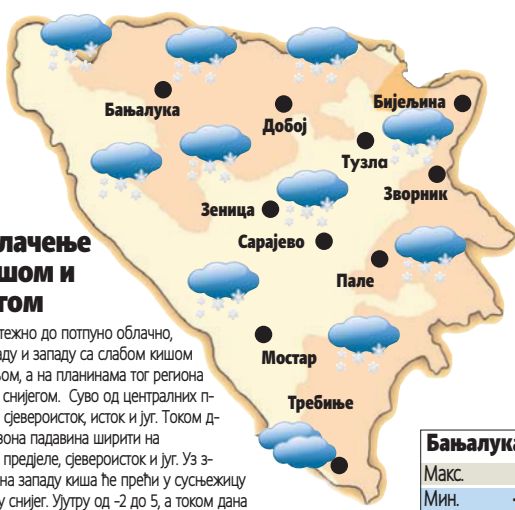 Бањалука
Добој
Бијељина
Тузла
Зворник
Зеница
Сарајево
Пале
Мостар
Требиње
лачење
шом и
гом
тежно до потпуно облачно,
аду и западу са слабом кишом
ом, а на планинама тог региона
снијегом. Суво од централних п-
сјевероисток, исток и југ. Током д-
зона падавина ширити на
предјеле, сјевероисток и југ. Уз з-
на западу киша ће прећи у сусњежицу
у снијег. Ујутру од -2 до 5, а током дана
Бањалука
Макс.
Мин.